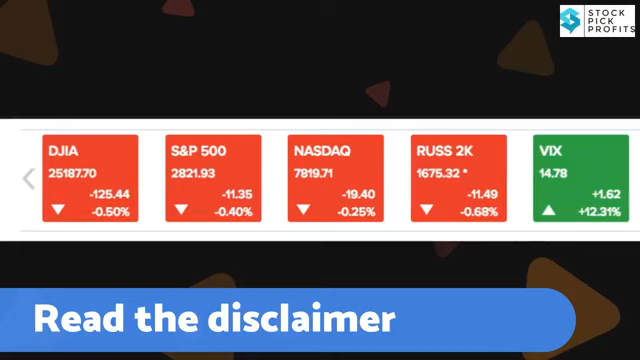 STOCK
PICK
PROFITS
DJIA
25187.70
-125.44
-0.50%
S&P 500
2821.93
-11.35
-0.40%
NASDAQ
7819.71
-19.40
-0.25%
RUSS 2K
1675.32 *
-11.49
-0.68%
VIX
14.78
+1.62
+12.31%
Read the disclaimer